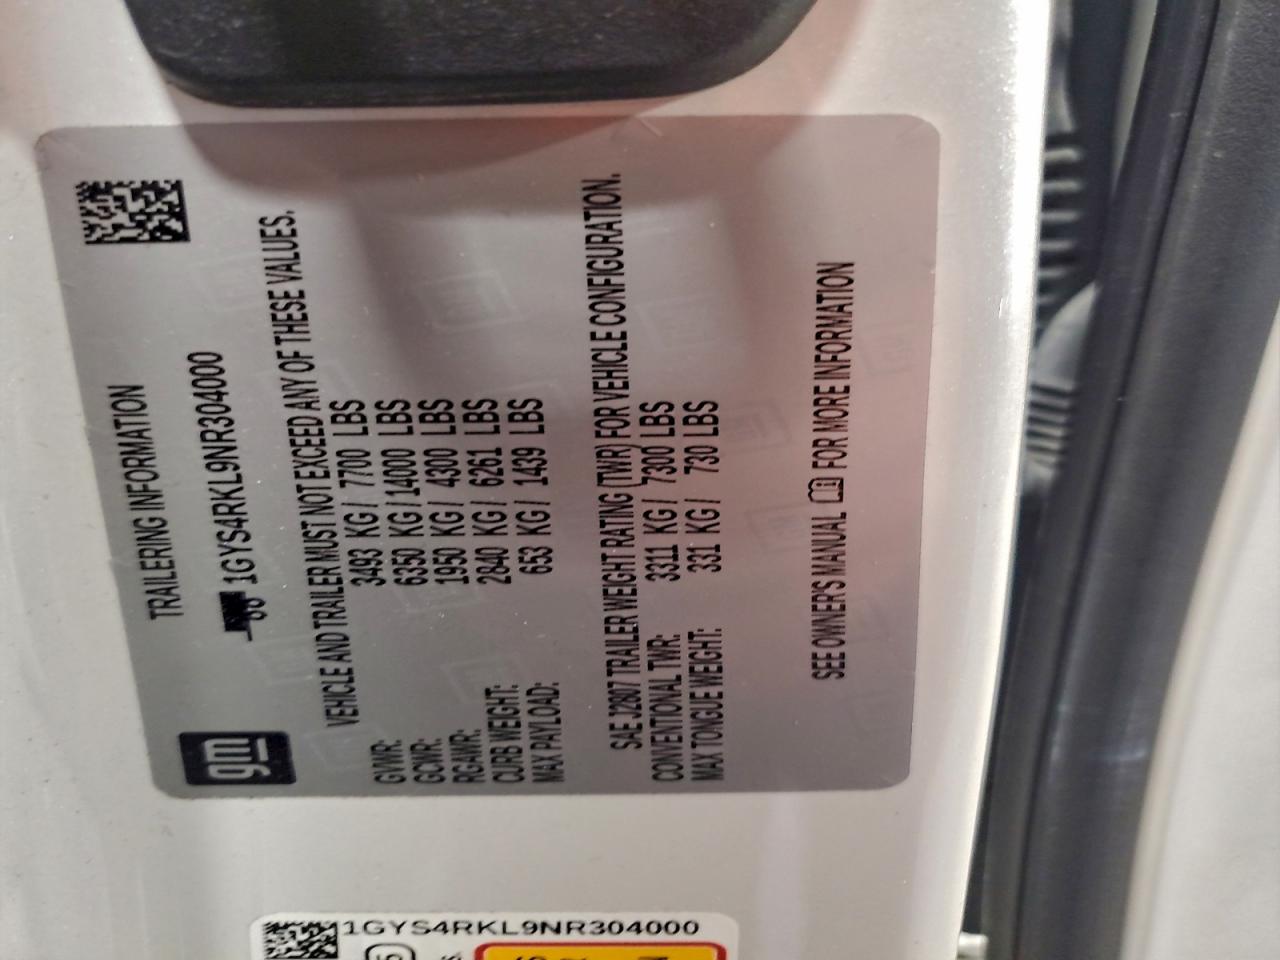 gm
TRAILERING INFORMATION
1GYS4RKL9NR304000
VEHICLE AND TRAILER MUST NOT EXCEED ANY OF THESE VALUES.
GVWR: 3493 KG / 7700 LBS
GCWR: 6350 KG / 14000 LBS
RGAWR: 1950 KG / 4300 LBS
CURB WEIGHT: 2840 KG / 6261 LBS
MAX PAYLOAD: 653 KG / 1439 LBS
SAE J2807 TRAILER WEIGHT RATING (TWR) FOR VEHICLE CONFIGURATION.
CONVENTIONAL TWR: 3311 KG / 7300 LBS
MAX TONGUE WEIGHT: 331 KG / 730 LBS
SEE OWNER'S MANUAL FOR MORE INFORMATION
1GYS4RKL9NR304000